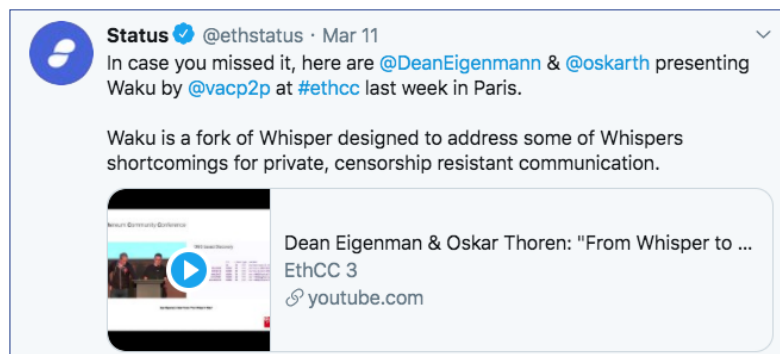 Status @ethstatus · Mar 11
In case you missed it, here are @DeanEigenmann & @oskarth presenting
Waku by @vacp2p at #ethcc last week in Paris.
Waku is a fork of Whisper designed to address some of Whispers
shortcomings for private, censorship resistant communication.
Dean Eigenman & Oskar Thoren: "From Whisper to ...
EthCC 3
youtube.com